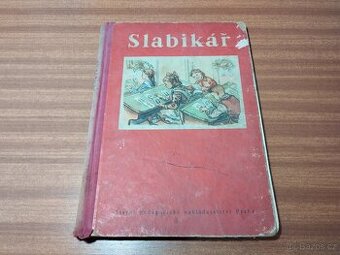 Slabikář
Státní pedagogické nakladatelství Praha